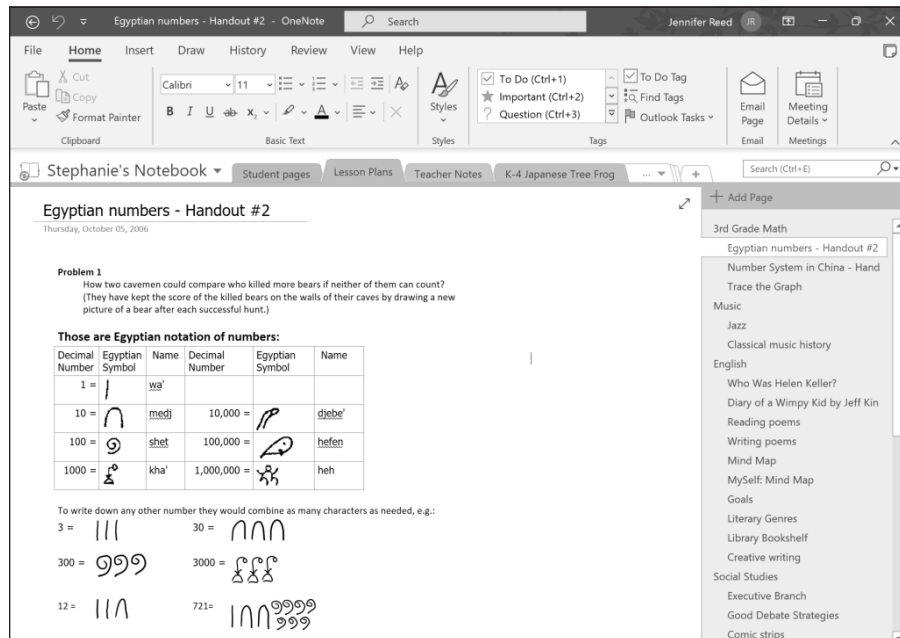 Egyptian numbers - Handout #2 - OneNote
Search
Jennifer Reed
JR
File Home Insert Draw History Review View Help
Paste
Cut
Copy
Format Painter
Clipboard
Calibri 11
B I U ab x₂ A
Basic Text
Styles
Styles
To Do (Ctrl+1)
Important (Ctrl+2)
? Question (Ctrl+3)
To Do Tag
Find Tags
Outlook Tasks
Tags
Email
Page
Email
Meeting
Details
Meetings
Stephanie's Notebook Student pages Lesson Plans Teacher Notes K-4 Japanese Tree Frog ... +
Search (Ctrl+E)
Egyptian numbers - Handout #2
Thursday, October 05, 2006
Problem 1
How two cavemen could compare who killed more bears if neither of them can count?
(They have kept the score of the killed bears on the walls of their caves by drawing a new
picture of a bear after each successful hunt.)
Those are Egyptian notation of numbers:
Decimal Egyptian Name Decimal Egyptian Name
Number Symbol Number Symbol
1 = wa'
10 = medj 10,000 = djebe'
100 = shet 100,000 = hefen
1000 = kha' 1,000,000 = heh
To write down any other number they would combine as many characters as needed, e.g.:
3 = 30 =
300 = 3000 =
12 = 721=
Add Page
3rd Grade Math
Egyptian numbers - Handout #2
Number System in China - Hand
Trace the Graph
Music
Jazz
Classical music history
English
Who Was Helen Keller?
Diary of a Wimpy Kid by Jeff Kin
Reading poems
Writing poems
Mind Map
MySelf: Mind Map
Goals
Literary Genres
Library Bookshelf
Creative writing
Social Studies
Executive Branch
Good Debate Strategies
Comic strips